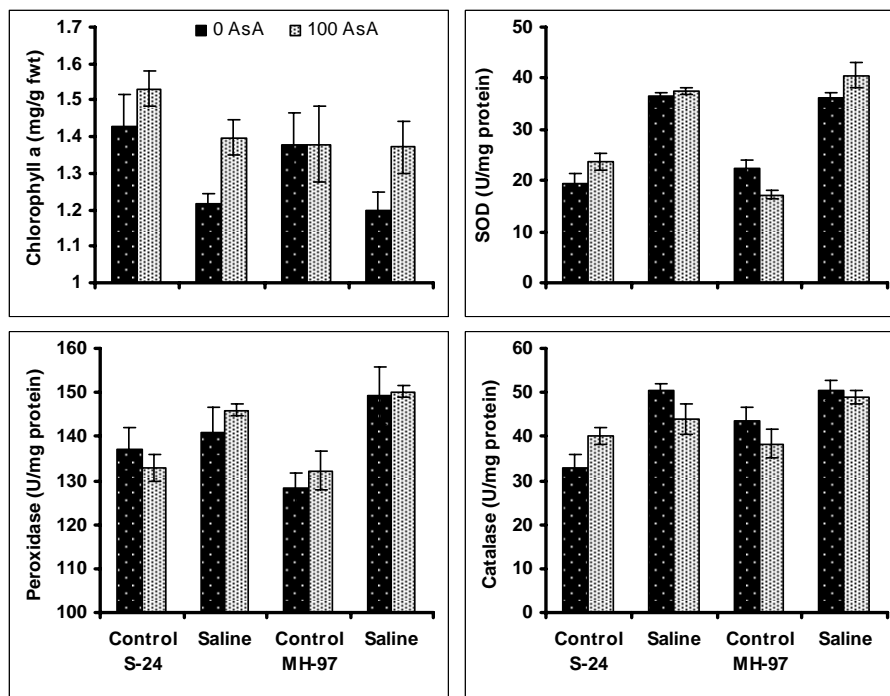 Chlorophyll a (mg/g fwt)
1.7
1.6
1.5
1.4
1.3
1.2
1.1
1
0 AsA
100 AsA
SOD (U/mg protein)
50
40
30
20
10
0
Peroxidase (U/mg protein)
160
150
140
130
120
110
100
Control
Saline
Control
Saline
S-24
MH-97
Catalase (U/mg protein)
60
50
40
30
20
10
0
Control
Saline
Control
Saline
S-24
MH-97